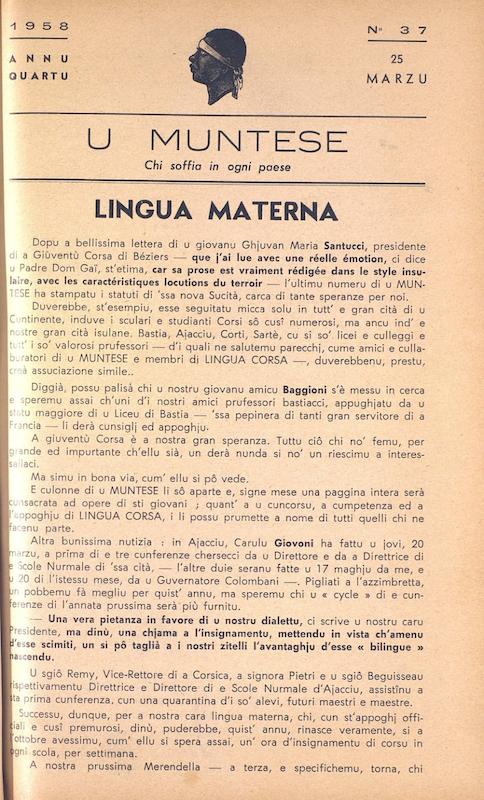 1958
ANNU
QUARTU
Nº 37
25
MARZU
U MUNTESE
Chi soffia in ogni paese
LINGUA MATERNA
Dopu a bellissima lettera di u giovanu Ghjuvan Maria Santucci, presidente
di a Giùventù Corsa di Béziers — que j'ai lue avec une réelle émotion, ci dice
u Padre Dom Gaï, st'etima, car sa prose est vraiment rédigée dans le style insu-
laire, avec les caractéristiques locutions du terroir — l'ultimu numeru di u MUN-
TESE ha stampatu i statuti di 'ssa nova Sucità, carca di tante speranze per noi.
Duverebbe, st'esempiu, esse seguitatu micca solu in tutt' e gran cità di u
Continente, induve i sculari e studianti Corsi sô cusì numerosi, ma ancu ind' e
nostre gran cità isulane, Bastia, Ajacciu, Corti, Sartè, cu si so' licei e culleggi e
tutt' i so' valorosi prufessori — d'i quali ne salutemu parecchj, cume amici e culla-
buratori di u MUNTESE e membri di LINGUA CORSA —, duverebbenu, prestu,
creà assuciazione simile..
Diggià, possu palisà chi u nostru giovanu amicu Baggioni s'è messu in cerca
e speremu assai ch'uni d'i nostri amici prufessori bastiacci, appughjatu da u
statu maggiore di u Liceu di Bastia — 'ssa pepinera di tanti gran servitori di a
Francia — li derà cunsiglj ed appoghju.
A giuventù Corsa è a nostra gran speranza. Tuttu ciô chi no' femu, per
grande ed impurtante ch'ellu sià, un derà nunda si no' un riescimu a interes-
sallaci.
Ma simu in bona via, cum' ellu si pô vede.
E culonne di u MUNTESE li sô aparte e, signe mese una paggina intera serà
cunsacrata ad opere di sti giovani ; quant' a u cuncorsu, a competenza ed a
l'appoghju di LINGUA CORSA, i li possu prumette a nome di tutti quelli chi ne
facenu parte.
Altra bunissima nutizia : in Ajacciu, Carulu Giovoni ha fattu u jovi, 20
marzu, a prima di e tre conferenze chersecci da u Direttore e da a Direttrice di
e Scole Nurmale di 'ssa cità, — l'altre duie seranu fatte u 17 maghju da me, e
u 20 di l'istessu mese, da u Guvernatore Colombani —. Pigliati a l'azzimbretta,
un pobbemu fà megliu per quist' annu, ma speremu chi u « cycle » di e cun-
ferenze di l'annata prussima serà più furnitu.
— Una vera pietanza in favore di u nostru dialettu, ci scrive u nostru caru
Presidente, ma dinù, una chjama a l'insignamentu, mettendu in vista ch'amenu
d'esse scimiti, un si pô taglià a i nostri zitelli l'avantaghju d'esse « bilingue »
nascendu.
U sgiô Remy, Vice-Rettore di a Corsica, a signora Pietri e u sgiô Beguisseau
rispettivamentu Direttrice e Direttore di e Scole Nurmale d'Ajacciu, assistînu a
sta prima cunferenza, cun una quarantina d'i so' alevi, futuri maestri e maestre.
Successu, dunque, per a nostra cara lingua materna, chi, cun st'appoghj offi-
ciali e cusì premurosi, dinù, puderebbe, quist' annu, rinasce veramente, si a
l'ottobre avessimu, cum' ellu si spera assai, un' ora d'insignamentu di corsu in
ogni scola, per settimana.
A nostra prussima Merendella — a terza, e specifichemu, torna, chi